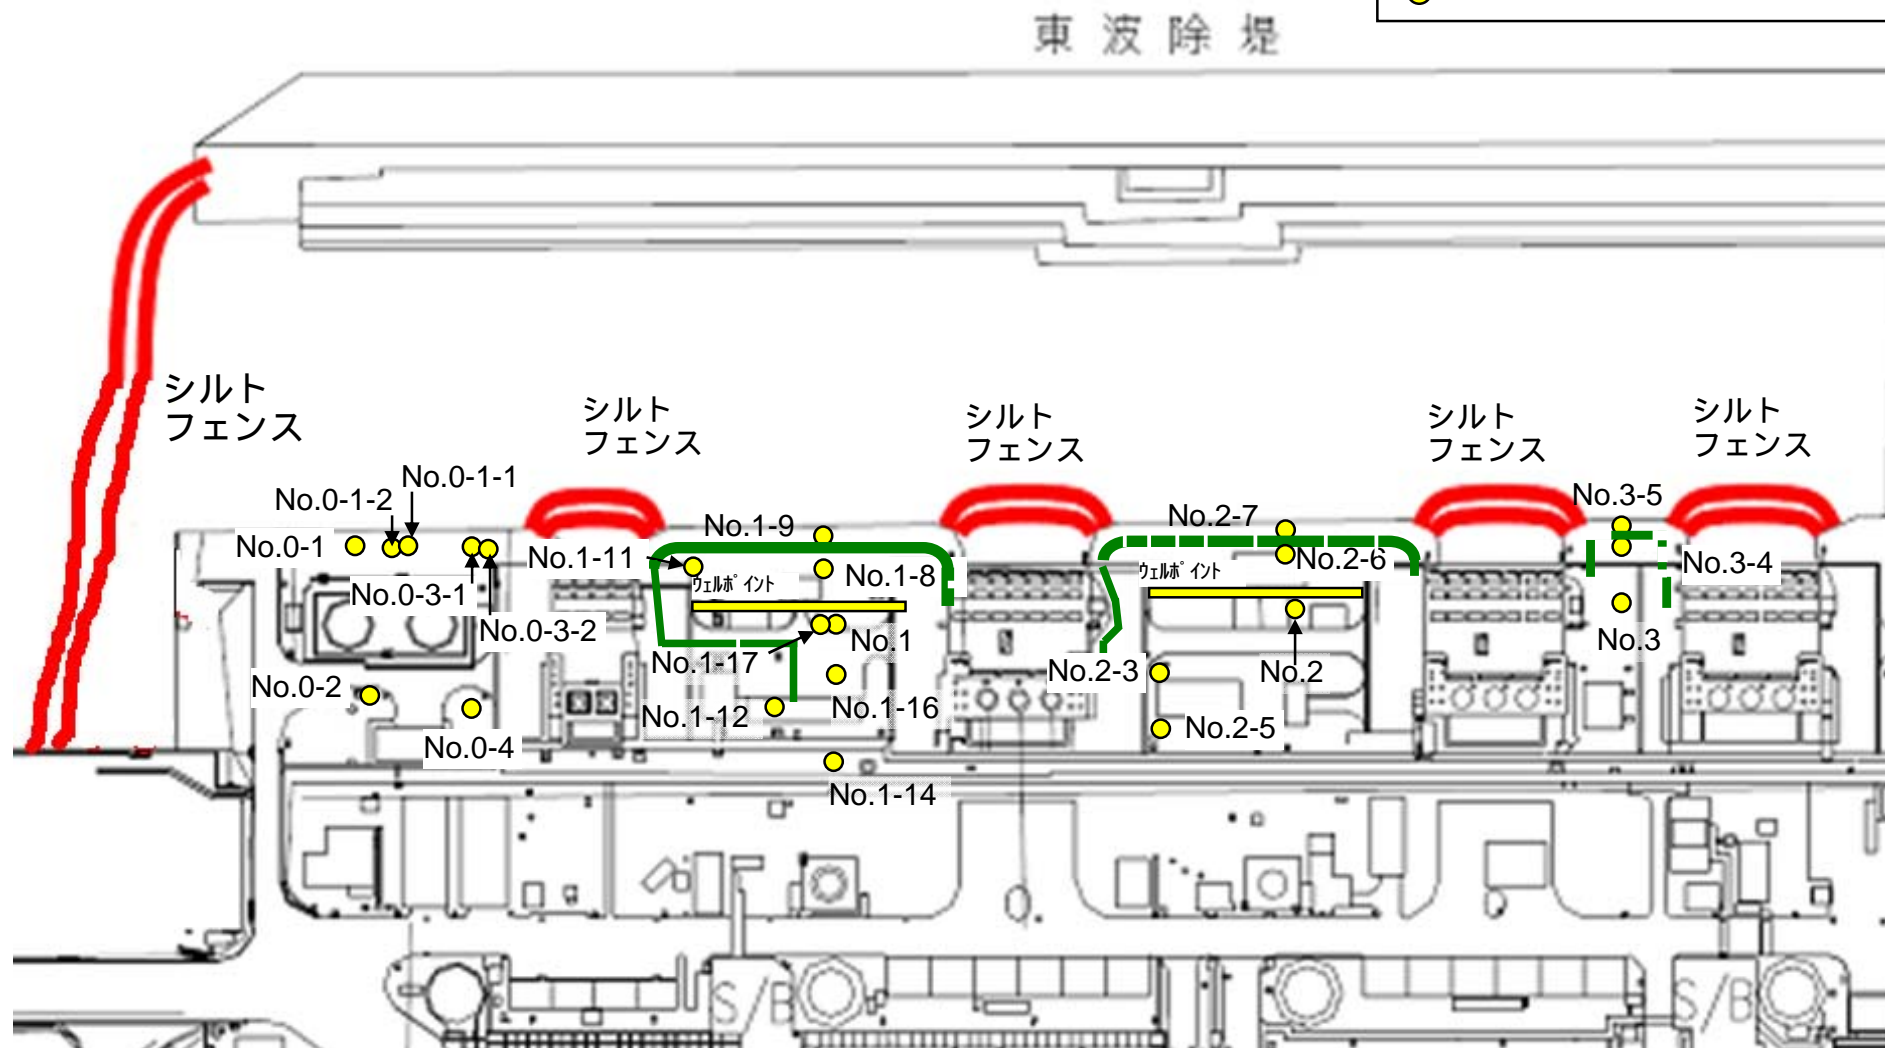 東波除堤
シルト
フェンス
シルト
フェンス
シルト
フェンス
シルト
フェンス
シルト
フェンス
No.0-1-1
No.0-1-2
No.0-1
No.0-3-1
No.0-3-2
No.0-2
No.0-4
No.1-9
No.1-11
ウェルポイント
No.1-8
No.1
No.1-17
No.1-16
No.1-12
No.1-14
No.2-7
No.2-6
ウェルポイント
No.2-3
No.2
No.2-5
No.3-5
No.3-4
No.3
S/B
S/B